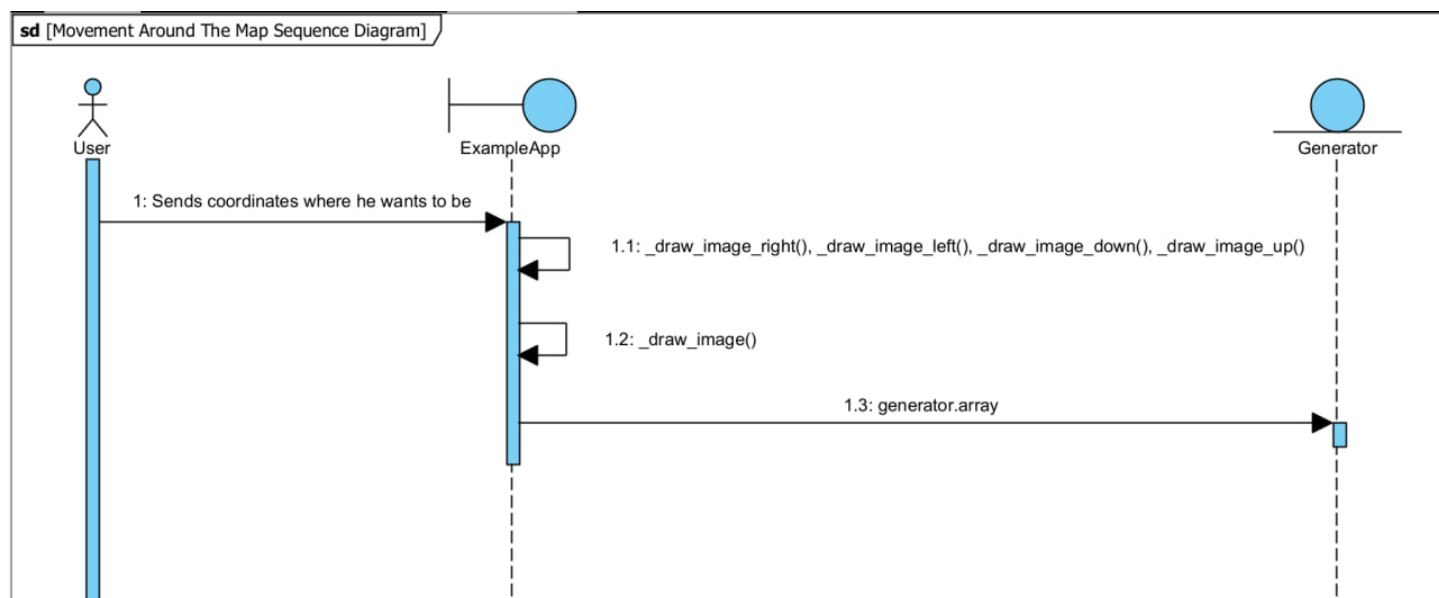 sd [Movement Around The Map Sequence Diagram]
User
ExampleApp
Generator
1: Sends coordinates where he wants to be
1.1: _draw_image_right(), _draw_image_left(), _draw_image_down(), _draw_image_up()
1.2: _draw_image()
1.3: generator.array